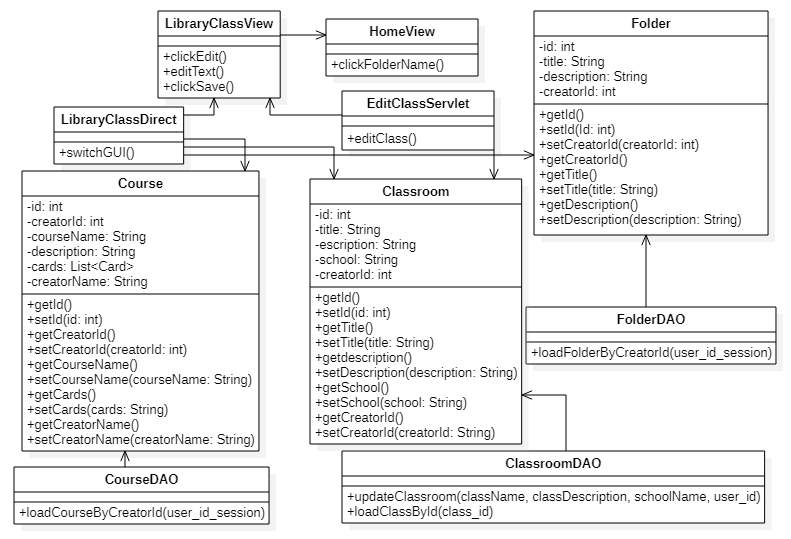 LibraryClassView
+clickEdit()
+editText()
+clickSave()
HomeView
+clickFolderName()
Folder
-id: int
-title: String
-description: String
-creatorId: int
+getId()
+setId(Id: int)
+setCreatorId(creatorId: int)
+getCreatorId()
+getTitle()
+setTitle(title: String)
+getDescription()
+setDescription(description: String)
LibraryClassDirect
+switchGUI()
EditClassServlet
+editClass()
Course
-id: int
-creatorId: int
-courseName: String
-description: String
-cards: List<Card>
-creatorName: String
+getId()
+setId(id: int)
+getCreatorId()
+setCreatorId(creatorId: int)
+getCourseName()
+setCourseName(courseName: String)
+getCards()
+setCards(cards: String)
+getCreatorName()
+setCreatorName(creatorName: String)
Classroom
-id: int
-title: String
-escription: String
-school: String
-creatorId: int
+getId()
+setId(id: int)
+getTitle()
+setTitle(title: String)
+getdescription()
+setDescription(description: String)
+getSchool()
+setSchool(school: String)
+getCreatorId()
+setCreatorId(creatorId: String)
FolderDAO
+loadFolderByCreatorId(user_id_session)
CourseDAO
+loadCourseByCreatorId(user_id_session)
ClassroomDAO
+updateClassroom(className, classDescription, schoolName, user_id)
+loadClassById(class_id)